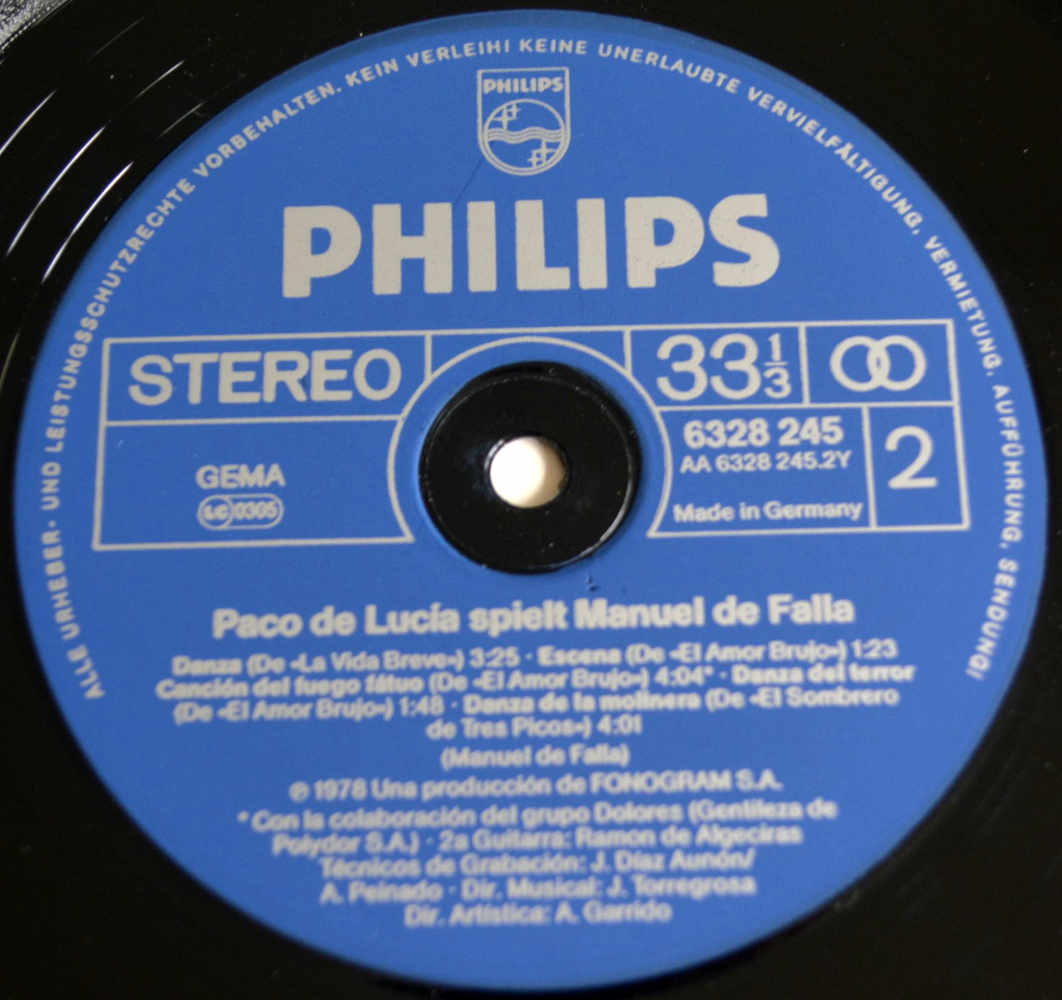 ALLE URHEBER- UND LEISTUNGSSCHUTZRECHTE VORBEHALTEN. KEIN VERLEIH! KEINE UNERLAUBTE VERVIELFÄLTIGUNG, VERMIETUNG, AUFFÜHRUNG, SENDUNG!
PHILIPS
PHILIPS
STEREO
33 1/3
GEMA
LC 0305
6328 245
AA 6328 245.2Y
Made in Germany
2
Paco de Lucía spielt Manuel de Falla
Danza (De «La Vida Breve») 3:25 · Escena (De «El Amor Brujo») 1:23
Canción del fuego fátuo (De «El Amor Brujo») 4:04* · Danza del terror
(De «El Amor Brujo») 1:48 · Danza de la molinera (De «El Sombrero
de Tres Picos») 4:01
(Manuel de Falla)
℗ 1978 Una producción de FONOGRAM S.A.
*Con la colaboración del grupo Dolores (Gentileza de
Polydor S.A.) · 2a Guitarra: Ramon de Algeciras
Técnicos de Grabación: J. Díaz Aunón/
A. Peinado · Dir. Musical: J. Torregrosa
Dir. Artística: A. Garrido